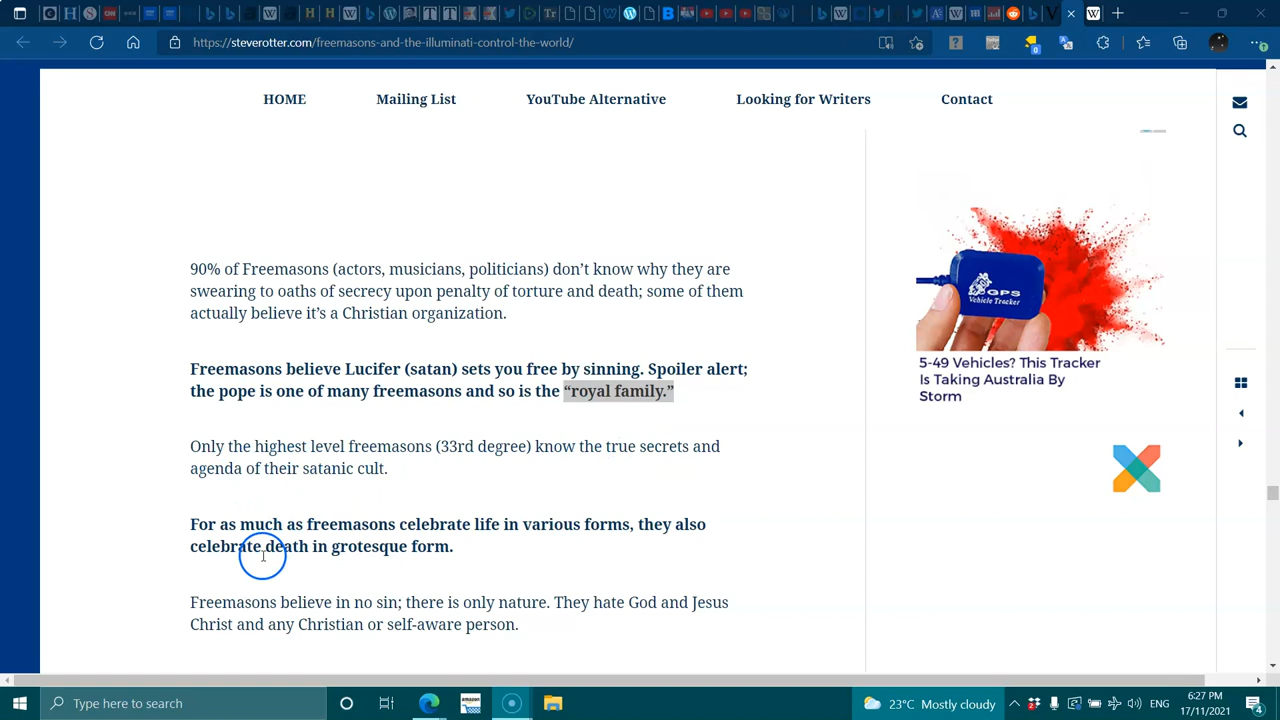 https://steverotter.com/freemasons-and-the-illuminati-control-the-world/
HOME Mailing List YouTube Alternative Looking for Writers Contact
90% of Freemasons (actors, musicians, politicians) don’t know why they are
swearing to oaths of secrecy upon penalty of torture and death; some of them
actually believe it’s a Christian organization.
Freemasons believe Lucifer (satan) sets you free by sinning. Spoiler alert;
the pope is one of many freemasons and so is the “royal family.”
Only the highest level freemasons (33rd degree) know the true secrets and
agenda of their satanic cult.
For as much as freemasons celebrate life in various forms, they also
celebrate death in grotesque form.
Freemasons believe in no sin; there is only nature. They hate God and Jesus
Christ and any Christian or self-aware person.
GPS
Vehicle Tracker
5-49 Vehicles? This Tracker
Is Taking Australia By
Storm
Type here to search
amazon
23°C Mostly cloudy
ENG
6:27 PM
17/11/2021
4